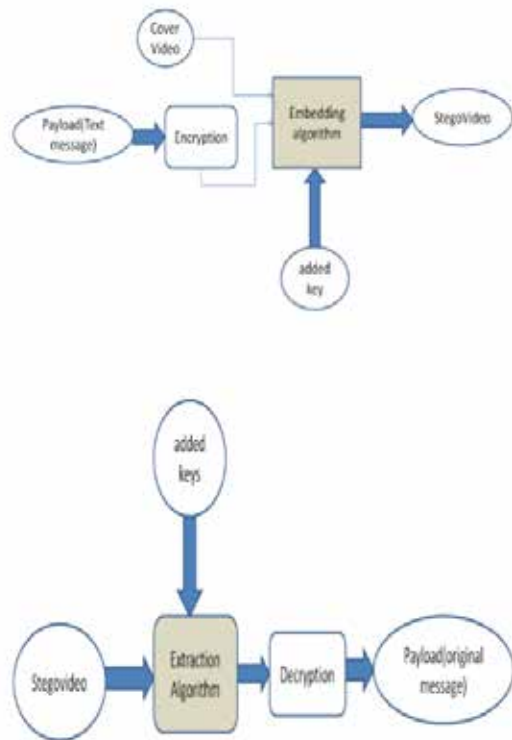 Cover
Video
Payload(Text
message)
Encryption
Embedding
algorithm
StegoVideo
added
key
added
keys
Stegovideo
Extraction
Algorithm
Decryption
Payload(original
message)